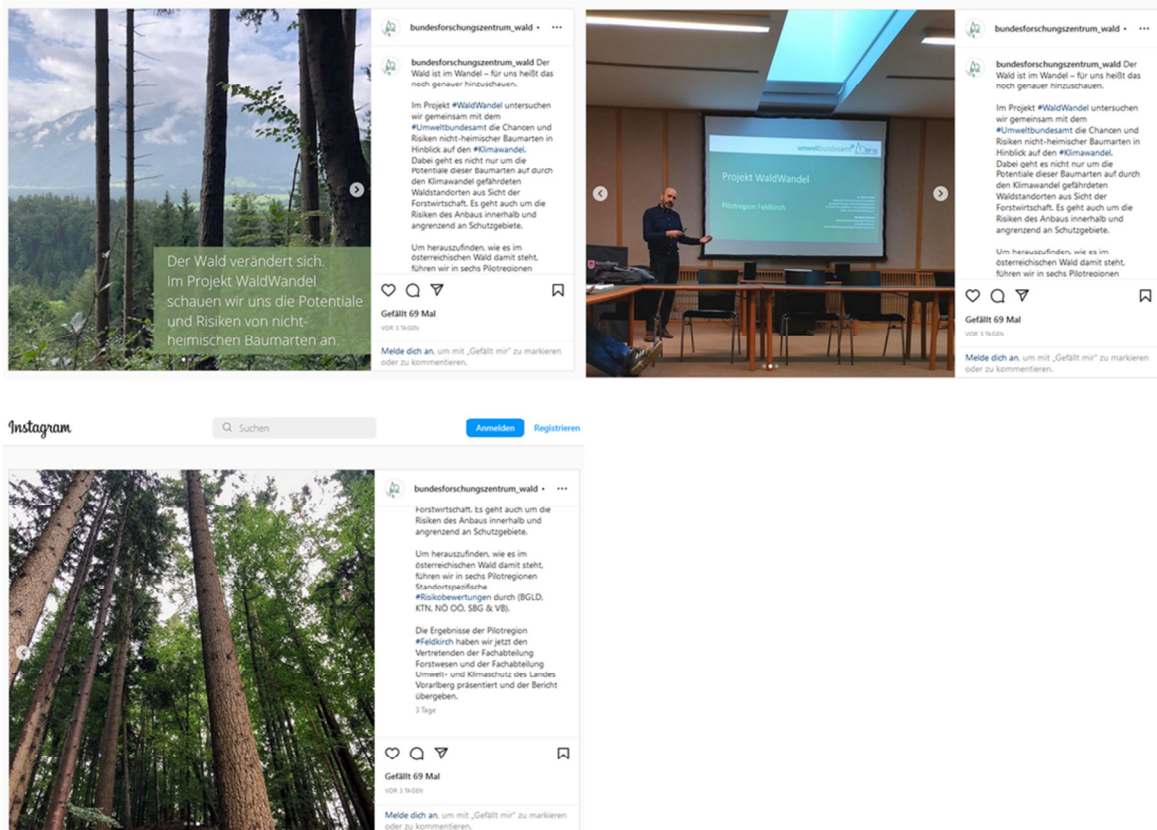 bundesforschungszentrum_wald •
bundesforschungszentrum_wald Der
Wald ist im Wandel – für uns heißt das
noch genauer hinzuschauen.
Im Projekt #WaldWandel untersuchen
wir gemeinsam mit dem
#Umweltbundesamt die Chancen und
Risiken nicht-heimischer Baumarten in
Hinblick auf den #Klimawandel.
Dabei geht es nicht nur um die
Potentiale dieser Baumarten auf durch
den Klimawandel gefährdeten
Waldstandorten aus Sicht der
Forstwirtschaft. Es geht auch um die
Risiken des Anbaus innerhalb und
angrenzend an Schutzgebiete.
Um herauszufinden, wie es im
österreichischen Wald damit steht,
führen wir in sechs Pilotregionen
Der Wald verändert sich.
Im Projekt WaldWandel
schauen wir uns die Potentiale
und Risiken von nicht-
heimischen Baumarten an.
Gefällt 69 Mal
VOR 3 TAGEN
Melde dich an, um mit „Gefällt mir" zu markieren
oder zu kommentieren.
bundesforschungszentrum_wald •
bundesforschungszentrum_wald Der
Wald ist im Wandel – für uns heißt das
noch genauer hinzuschauen.
Im Projekt #WaldWandel untersuchen
wir gemeinsam mit dem
#Umweltbundesamt die Chancen und
Risiken nicht-heimischer Baumarten in
Hinblick auf den #Klimawandel.
Dabei geht es nicht nur um die
Potentiale dieser Baumarten auf durch
den Klimawandel gefährdeten
Waldstandorten aus Sicht der
Forstwirtschaft. Es geht auch um die
Risiken des Anbaus innerhalb und
angrenzend an Schutzgebiete.
Um herauszufinden, wie es im
österreichischen Wald damit steht,
führen wir in sechs Pilotregionen
umweltbundesamt
Projekt WaldWandel
Pilotregion Feldkirch
Gefällt 69 Mal
VOR 3 TAGEN
Melde dich an, um mit „Gefällt mir" zu markieren
oder zu kommentieren.
Instagram
Suchen
Anmelden
Registrieren
bundesforschungszentrum_wald •
Forstwirtschaft. Es geht auch um die
Risiken des Anbaus innerhalb und
angrenzend an Schutzgebiete.
Um herauszufinden, wie es im
österreichischen Wald damit steht,
führen wir in sechs Pilotregionen
Standortspezifische
#Risikobewertungen durch (BGLD,
KTN, NÖ OÖ, SBG & VB).
Die Ergebnisse der Pilotregion
#Feldkirch haben wir jetzt den
Vertretenden der Fachabteilung
Forstwesen und der Fachabteilung
Umwelt- und Klimaschutz des Landes
Vorarlberg präsentiert und der Bericht
übergeben.
3 Tage
Gefällt 69 Mal
VOR 3 TAGEN
Melde dich an, um mit „Gefällt mir" zu markieren
oder zu kommentieren.